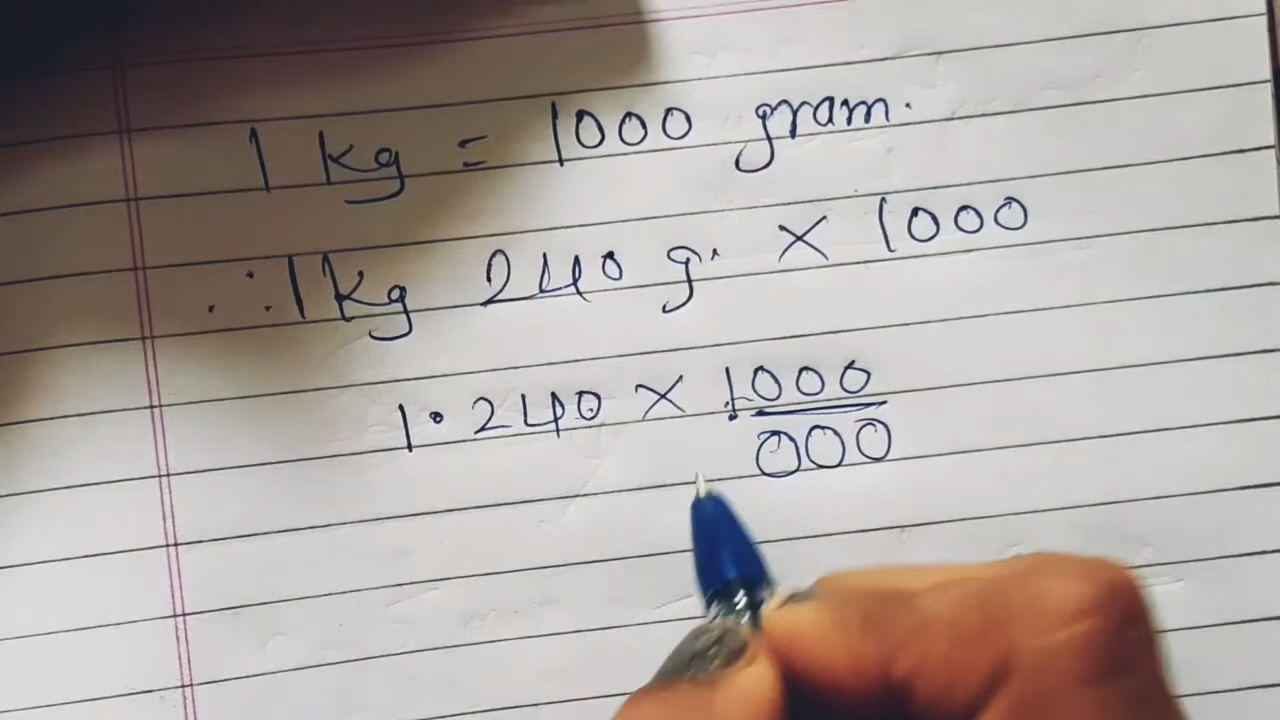 1 kg = 1000 gram.
∴ 1 kg 240 g. × 1000
1.240 × 1000
000